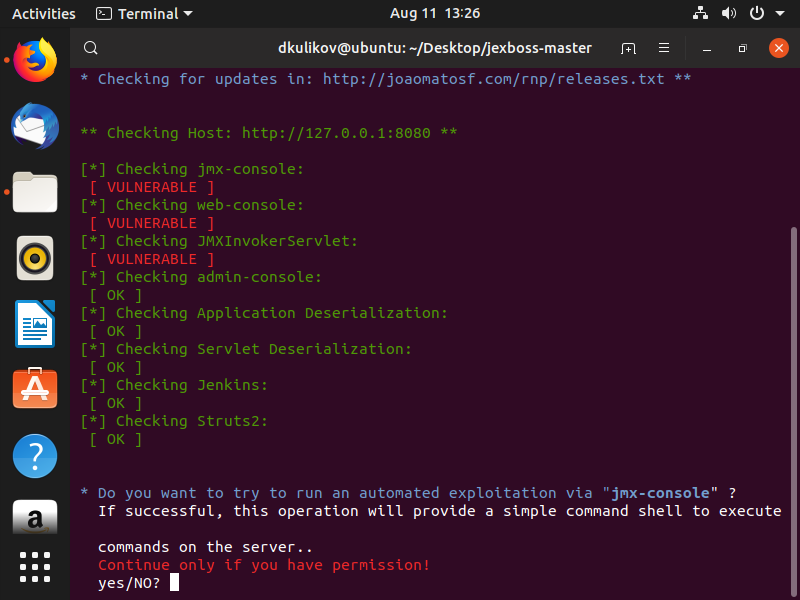 Activities
Terminal
Aug 11 13:26
dkulikov@ubuntu: ~/Desktop/jexboss-master
* Checking for updates in: http://joaomatosf.com/rnp/releases.txt **
** Checking Host: http://127.0.0.1:8080 **
[*] Checking jmx-console:
[ VULNERABLE ]
[*] Checking web-console:
[ VULNERABLE ]
[*] Checking JMXInvokerServlet:
[ VULNERABLE ]
[*] Checking admin-console:
[ OK ]
[*] Checking Application Deserialization:
[ OK ]
[*] Checking Servlet Deserialization:
[ OK ]
[*] Checking Jenkins:
[ OK ]
[*] Checking Struts2:
[ OK ]
* Do you want to try to run an automated exploitation via "jmx-console" ?
If successful, this operation will provide a simple command shell to execute
commands on the server..
Continue only if you have permission!
yes/NO?